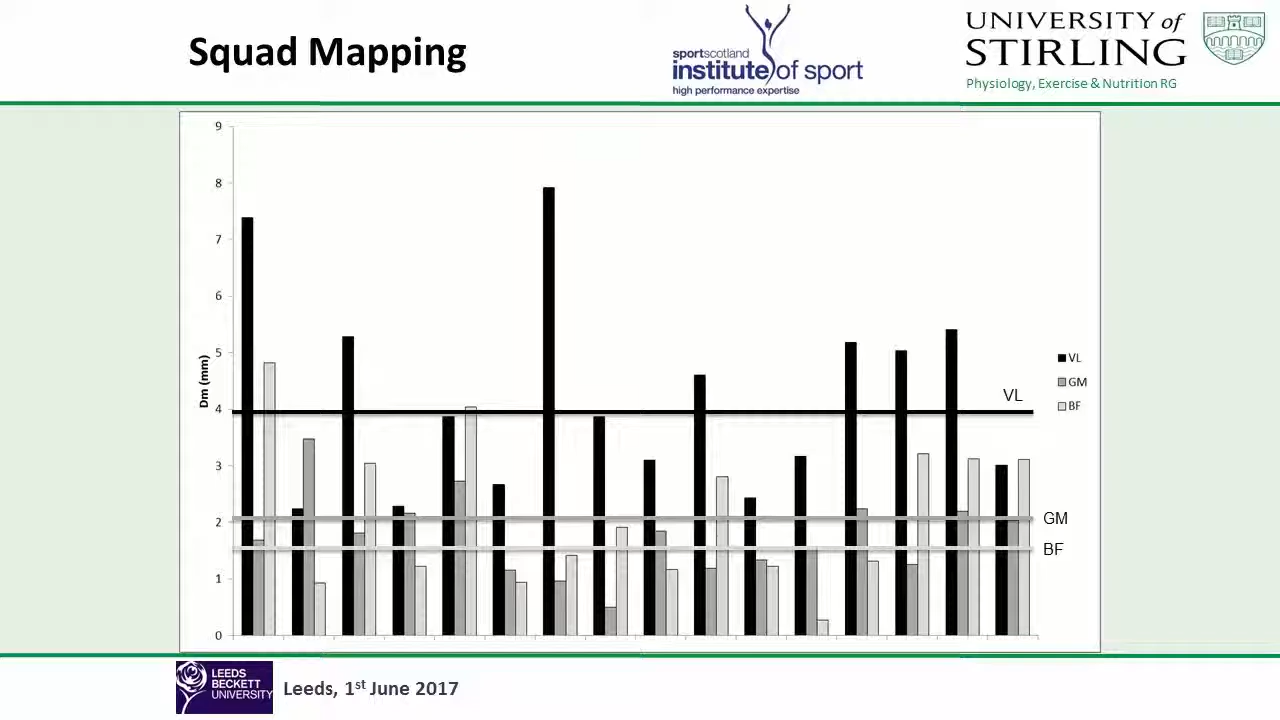 Squad Mapping
sportscotland
institute of sport
high performance expertise
UNIVERSITY of
STIRLING
Physiology, Exercise & Nutrition RG
9
8
7
6
5
4
3
2
1
0
Dm (mm)
VL
GM
BF
VL
GM
BF
LEEDS
BECKETT
UNIVERSITY
Leeds, 1st June 2017